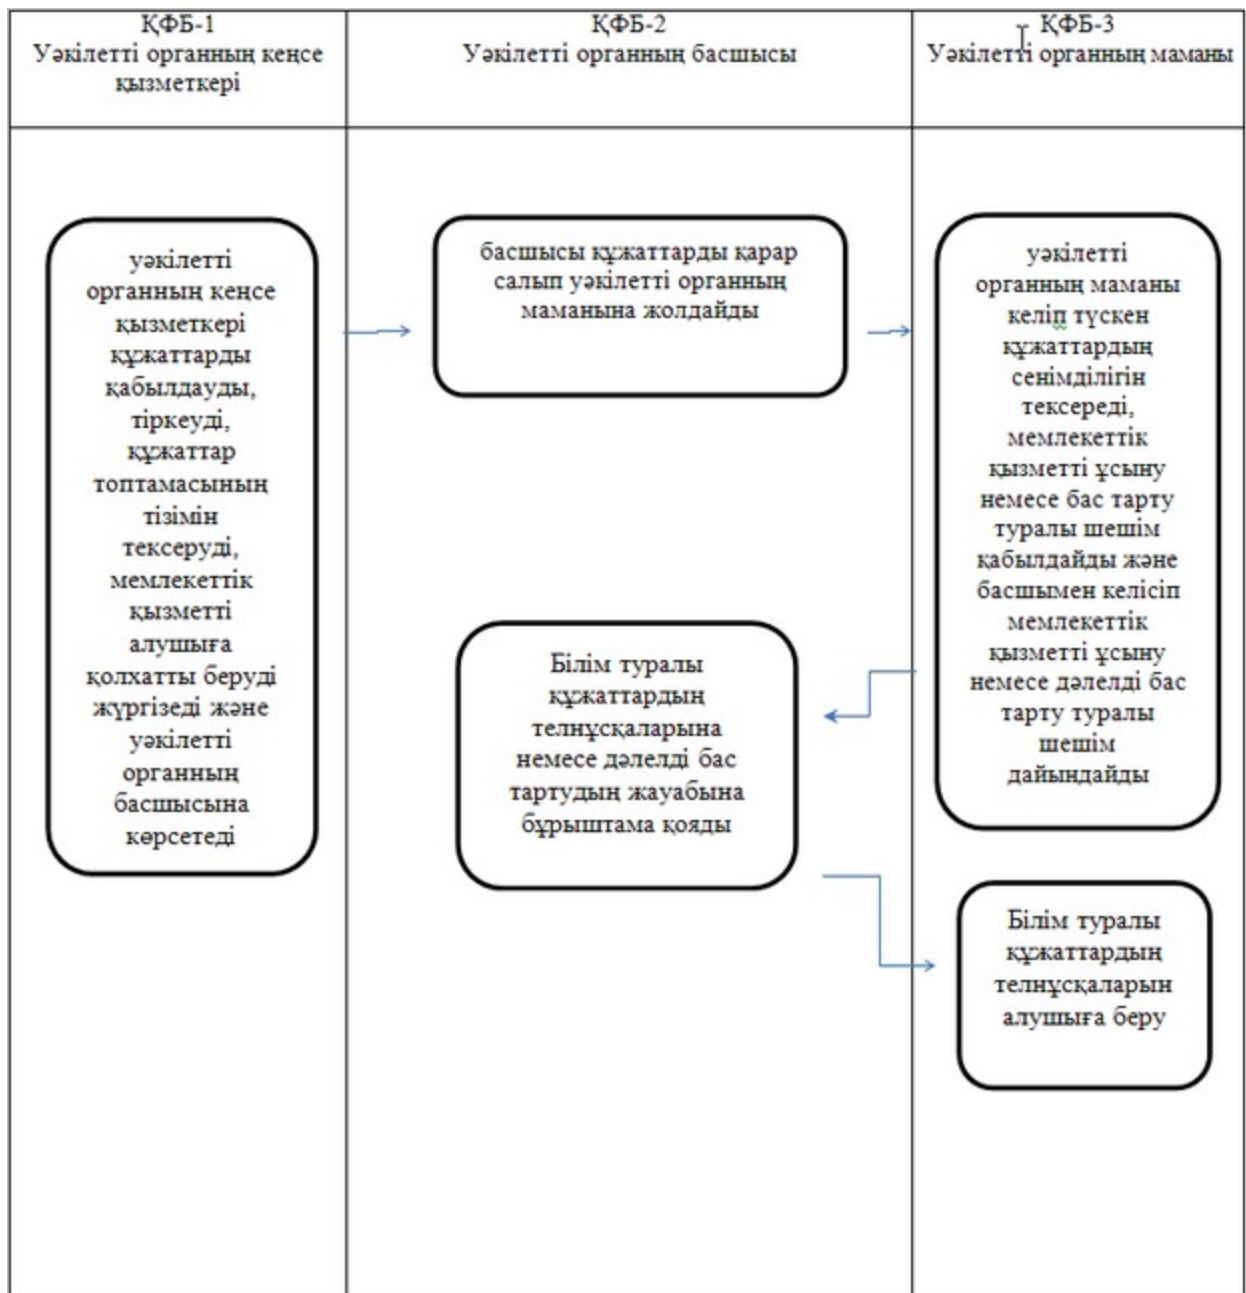 ҚФБ-1
Уәкілетті органның кеңсе
қызметкері
ҚФБ-2
Уәкілетті органның басшысы
ҚФБ-3
Уәкілетті органның маманы
уәкілетті
органның кеңсе
қызметкері
құжаттарды
қабылдауды,
тіркеуді,
құжаттар
топтамасының
тізімін
тексеруді,
мемлекеттік
қызметті
алушыға
қолхатты беруді
жүргізеді және
уәкілетті
органның
басшысына
көрсетеді
басшысы құжаттарды қарар
салып уәкілетті органның
маманына жолдайды
уәкілетті
органның маманы
келіп түскен
құжаттардың
сенімділігін
тексереді,
мемлекеттік
қызметті ұсыну
немесе бас тарту
туралы шешім
қабылдайды және
басшымен келісіп
мемлекеттік
қызметті ұсыну
немесе дәлелді бас
тарту туралы
шешім
дайындайды
Білім туралы
құжаттардың
телнұсқаларына
немесе дәлелді бас
тартудың жауабына
бұрыштама қояды
Білім туралы
құжаттардың
телнұсқаларын
алушыға беру